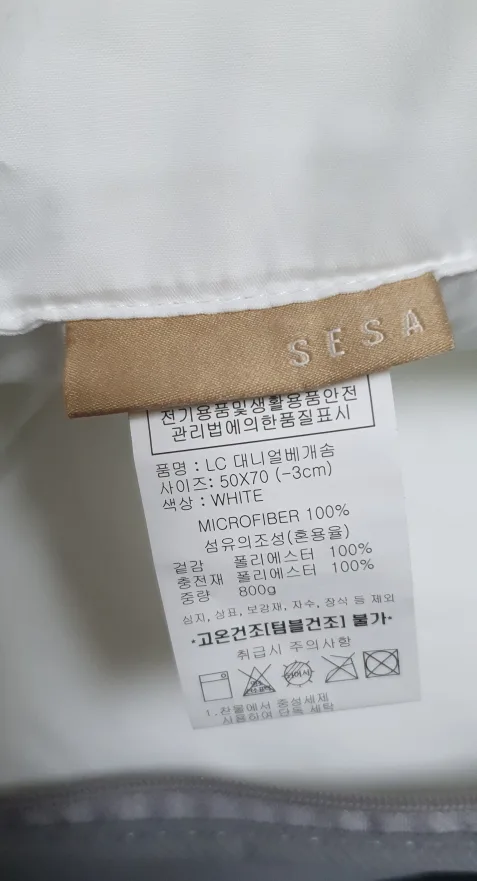 SESA
전기용품및생활용품안전
관리법에의한품질표시
품명 : LC 대니얼베개솜
사이즈: 50X70 (-3cm)
색상 : WHITE
MICROFIBER 100%
섬유의조성(혼용율)
겉감 폴리에스터 100%
충전재 폴리에스터 100%
중량 800g
심지, 상표, 보강재, 자수, 장식 등 제외
·고온건조[텀블건조] 불가·
취급시 주의사항
1.찬물에서 중성세제
사용하여 단독 세탁